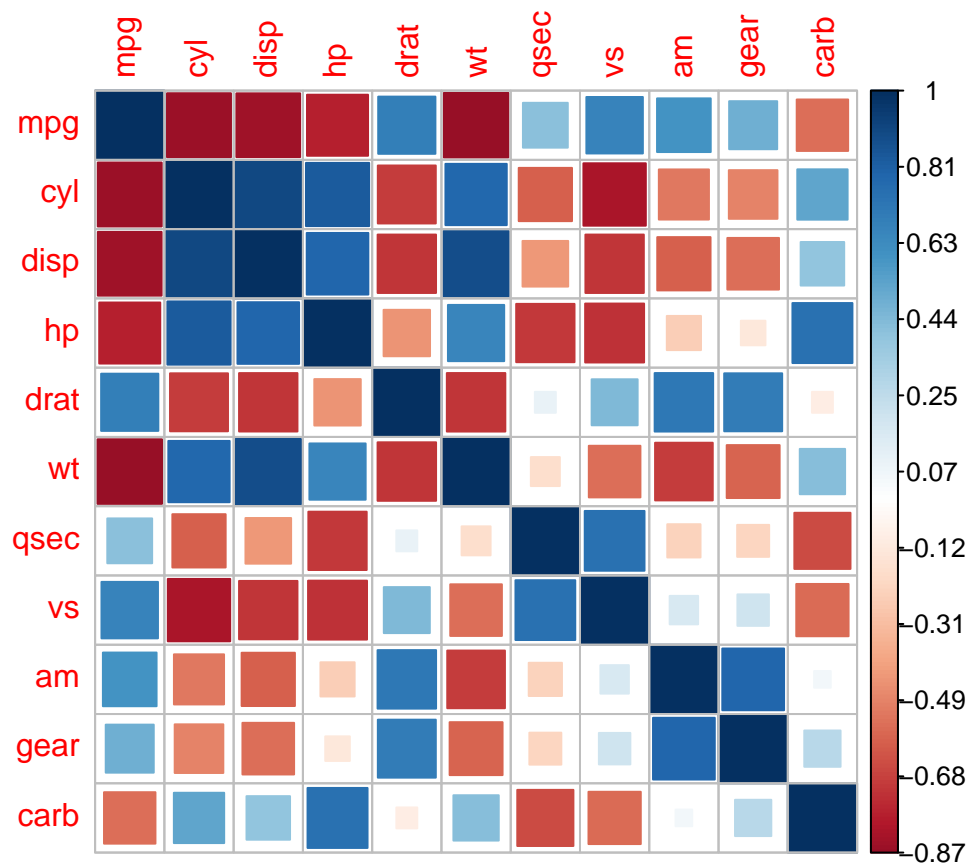 mpg cyl disp hp drat wt qsec vs am gear carb
mpg
cyl
disp
hp
drat
wt
qsec
vs
am
gear
carb
1
0.81
0.63
0.44
0.25
0.07
−0.12
−0.31
−0.49
−0.68
−0.87